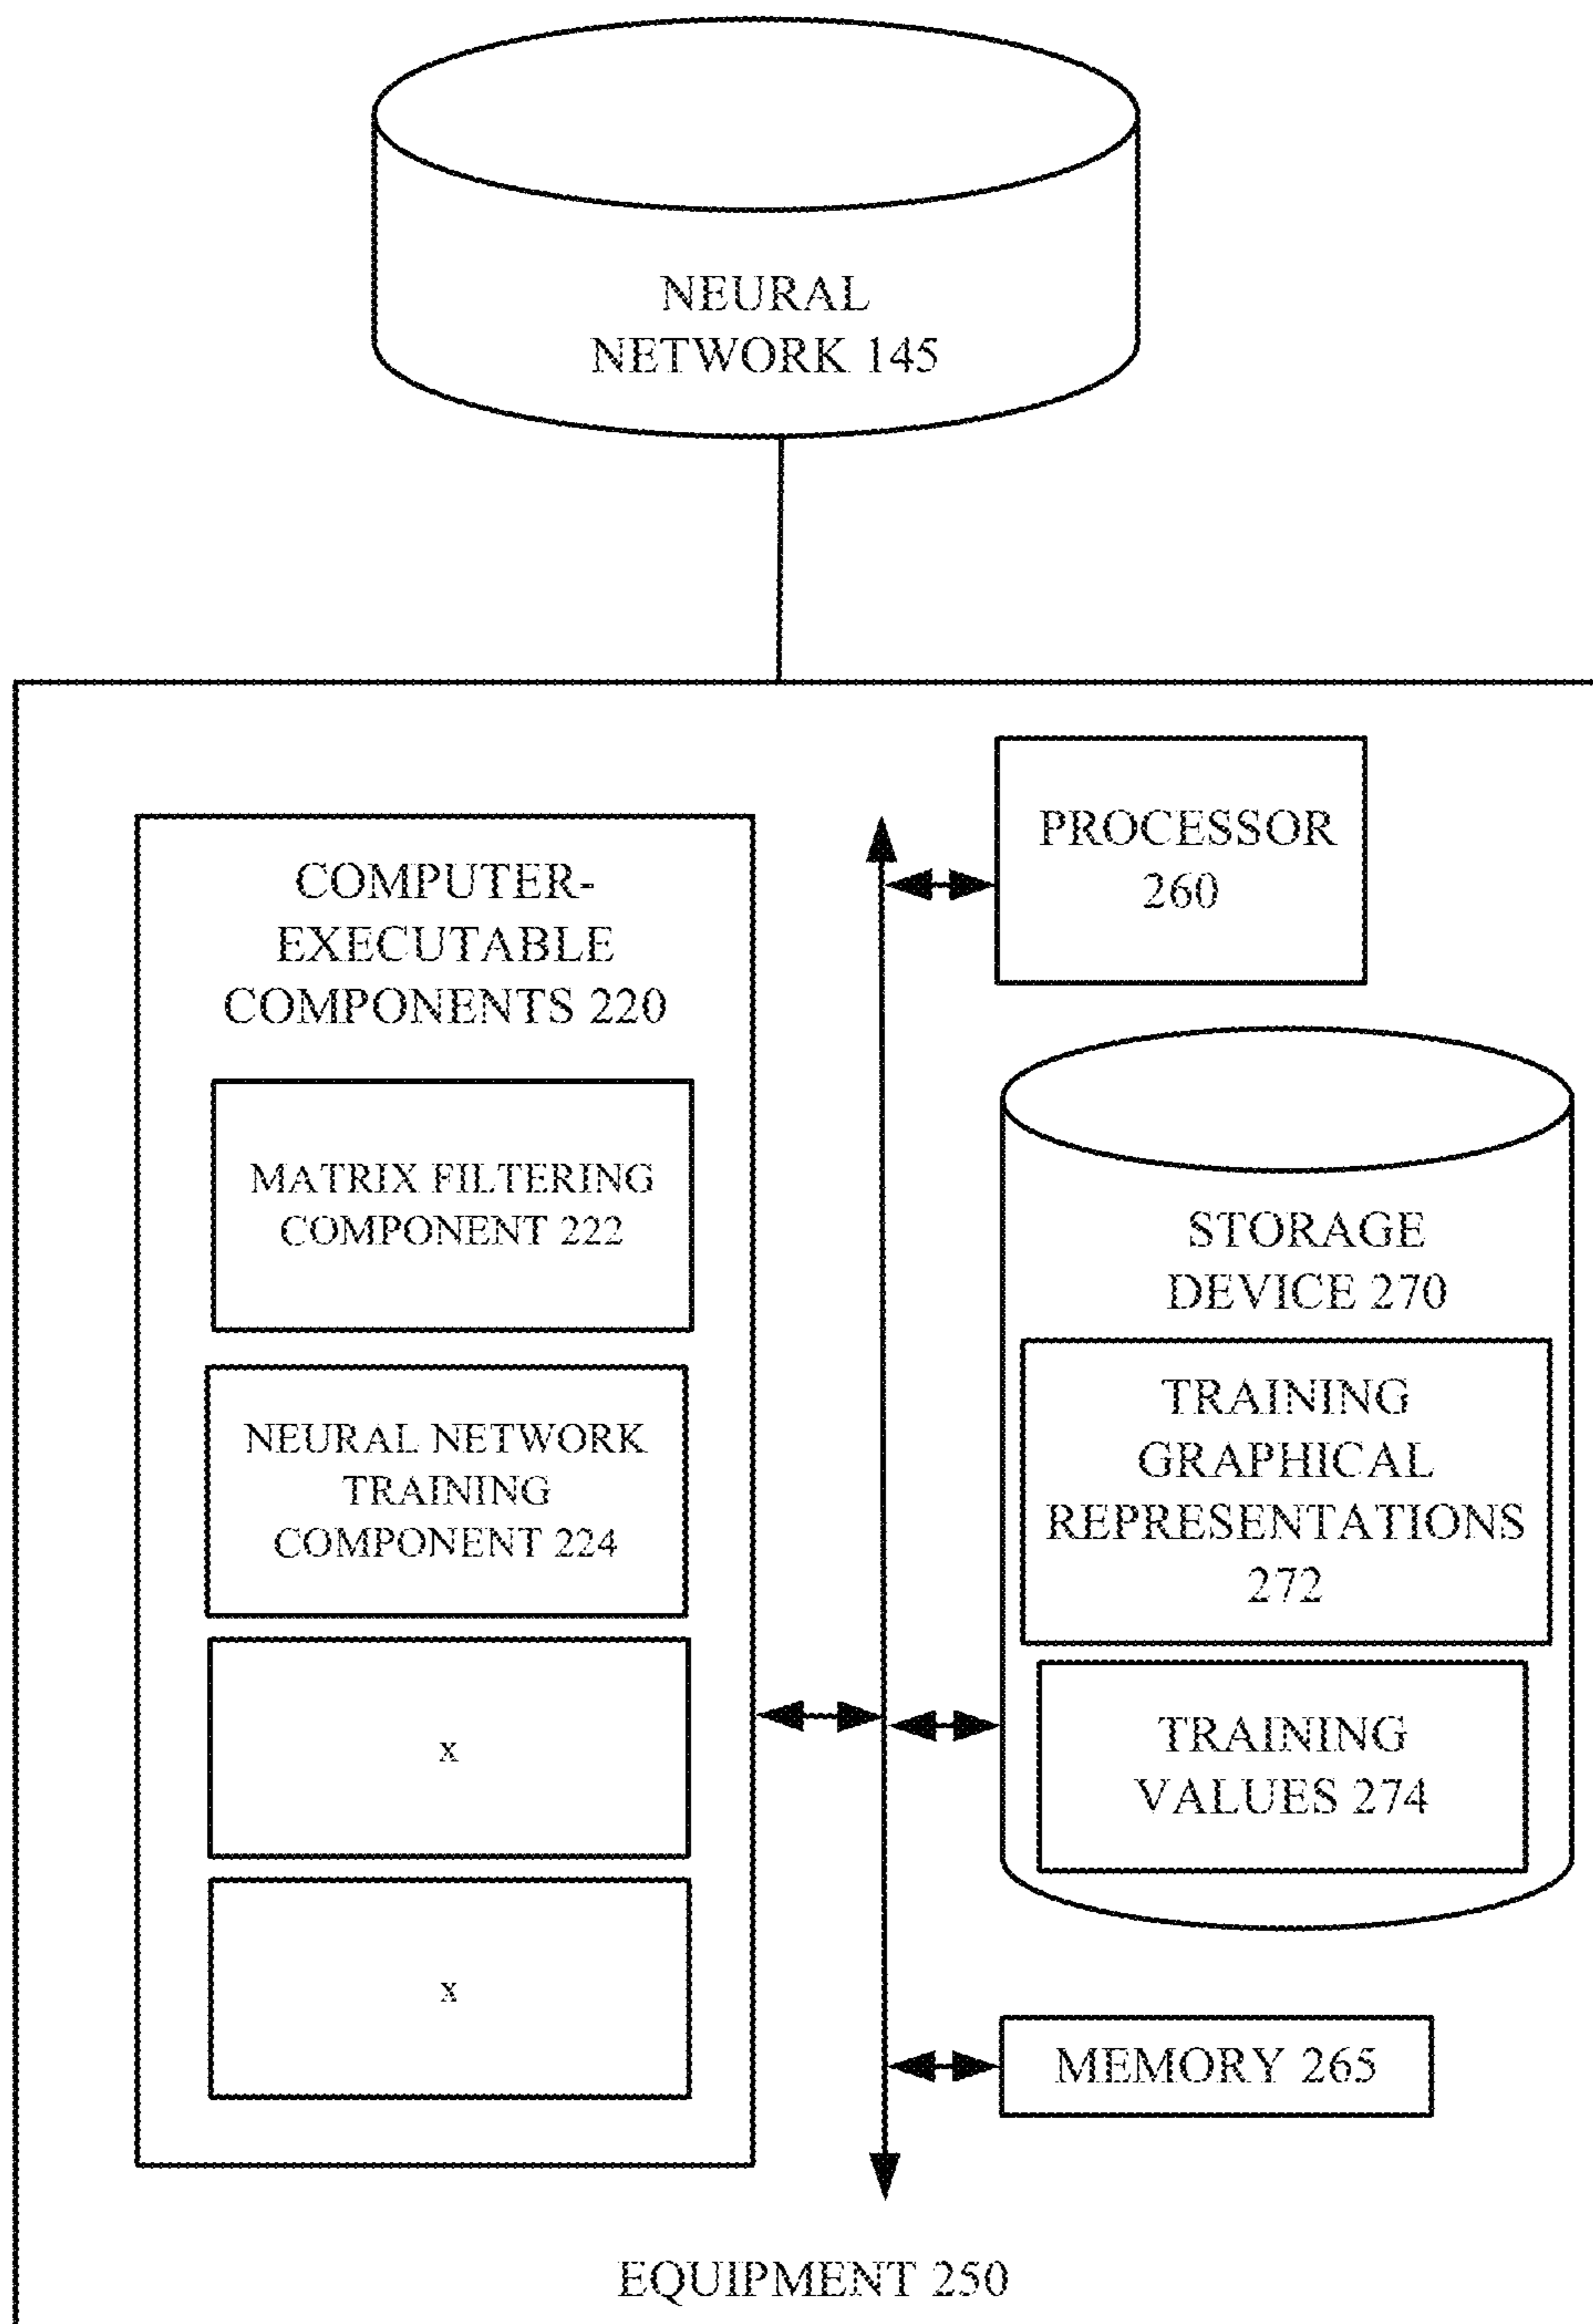 NEURAL
NETWORK 145
COMPUTER-
EXECUTABLE
COMPONENTS 220
MATRIX FILTERING
COMPONENT 222
NEURAL NETWORK
TRAINING
COMPONENT 224
x
x
PROCESSOR
260
STORAGE
DEVICE 270
TRAINING
GRAPHICAL
REPRESENTATIONS
272
TRAINING
VALUES 274
MEMORY 265
EQUIPMENT 250